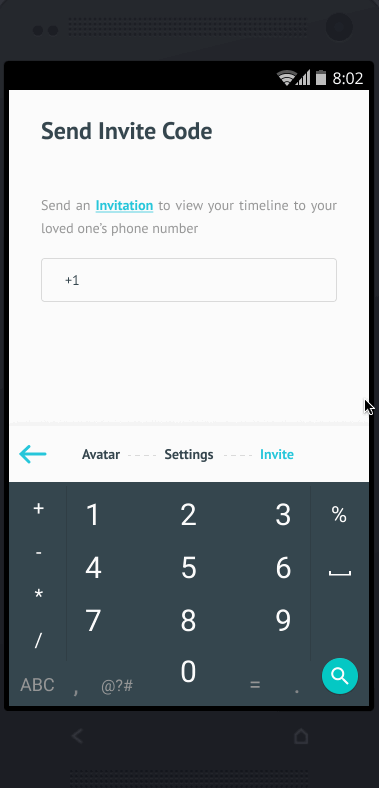 8:02
Send Invite Code
Send an Invitation to view your timeline to your
loved one's phone number
+1
Avatar Settings Invite
+ 1 2 3 %
- 4 5 6
* 7 8 9
/ 0
ABC , @?# = .